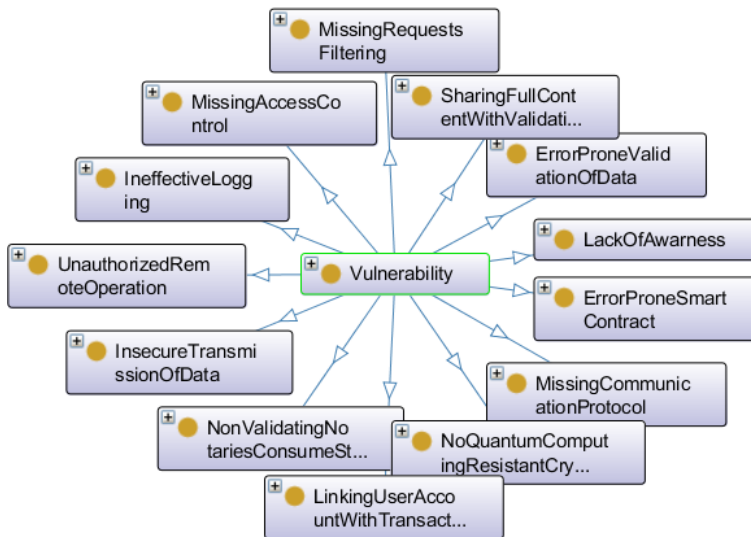 MissingRequests
Filtering
MissingAccessCo
ntrol
SharingFullCont
entWithValidati...
IneffectiveLogg
ing
ErrorProneValid
ationOfData
UnauthorizedRem
oteOperation
Vulnerability
LackOfAwarness
ErrorProneSmart
Contract
InsecureTransmi
ssionOfData
MissingCommunic
ationProtocol
NonValidatingNo
tariesConsumeSt...
NoQuantumComput
ingResistantCry...
LinkingUserAcco
untWithTransact...